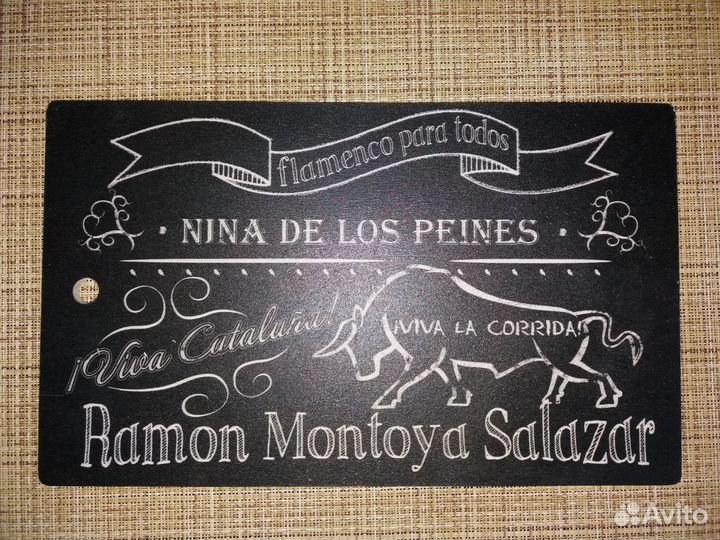 flamenco para todos
· NINA DE LOS PEINES ·
¡Viva Cataluña!
¡VIVA LA CORRIDA!
Ramon Montoya Salazar
Avito